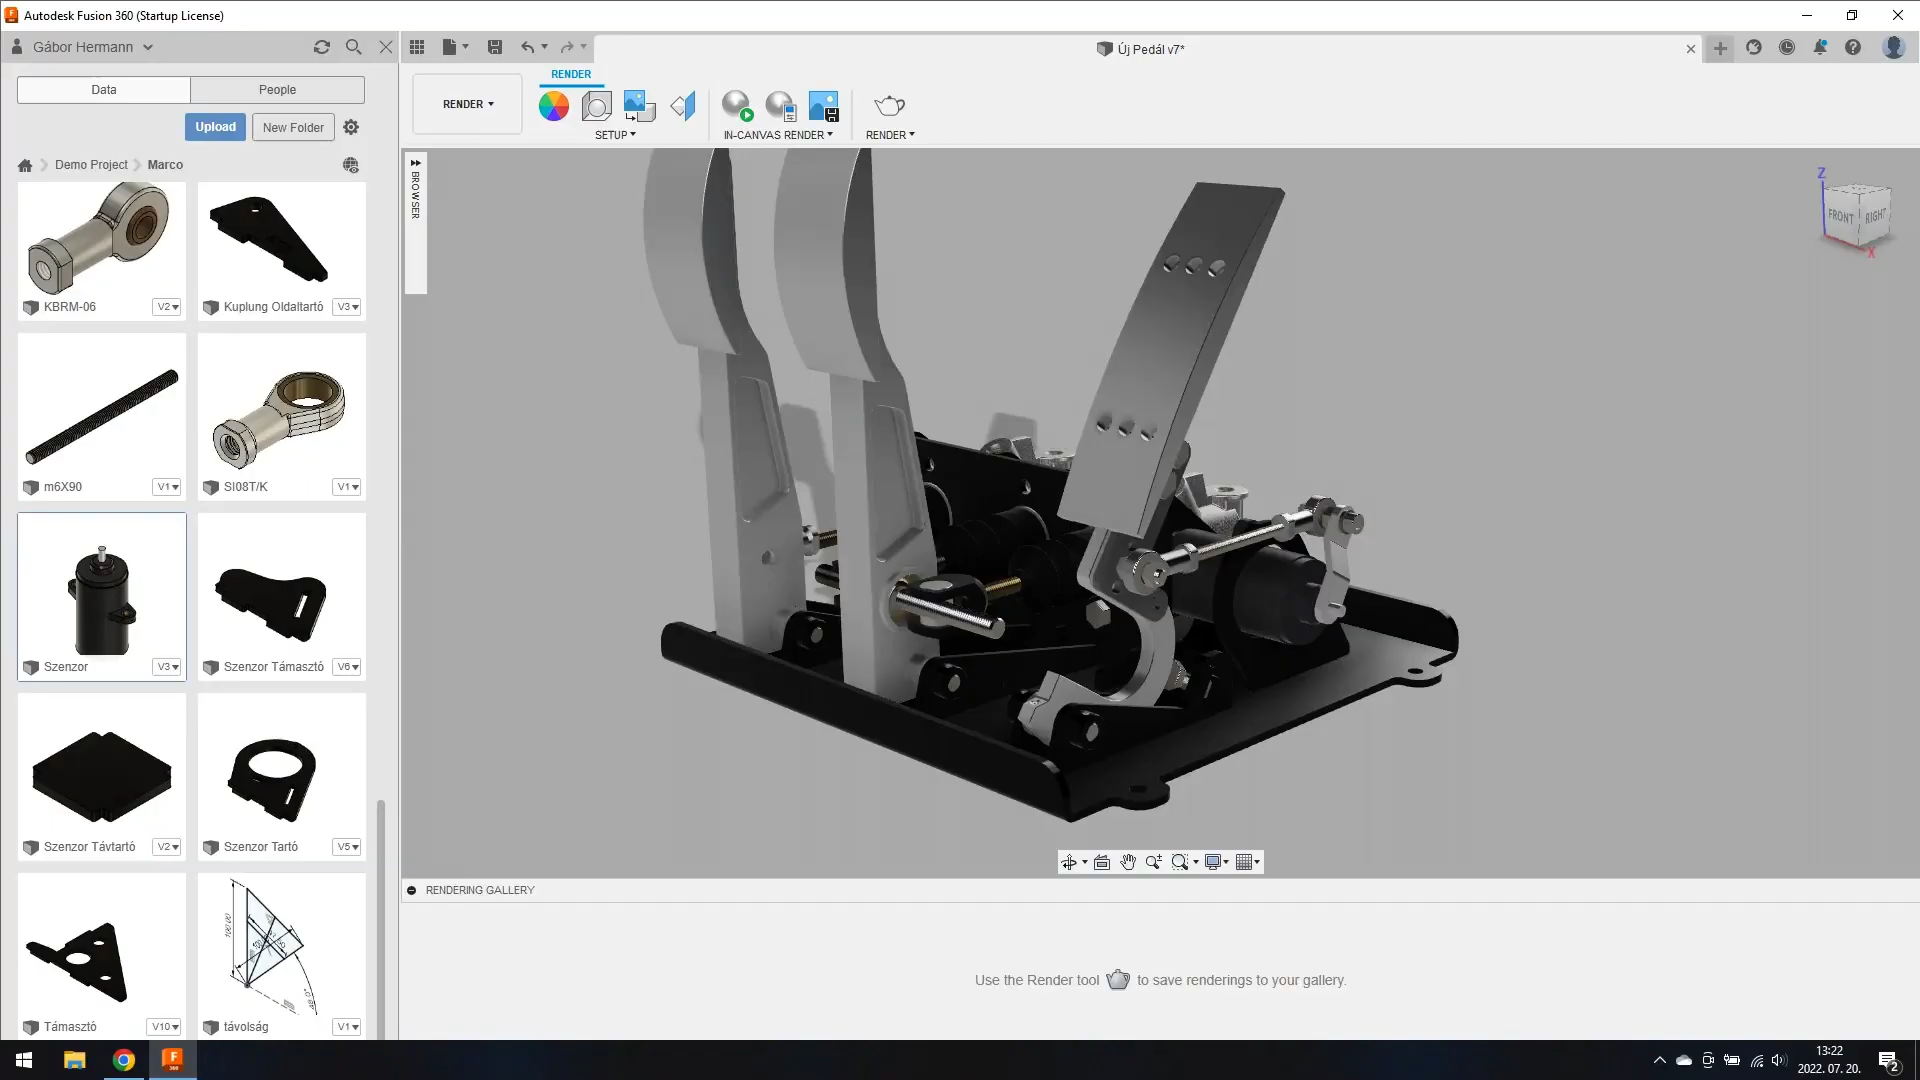 Autodesk Fusion 360 (Startup License)
Gábor Hermann
Új Pedál v7*
Data
People
Upload
New Folder
Demo Project
Marco
RENDER
RENDER
SETUP
IN-CANVAS RENDER
RENDER
BROWSER
Z
FRONT
RIGHT
X
KBRM-06
V2
Kuplung Oldaltartó
V3
m6X90
V1
SI08T/K
V1
Szenzor
V3
Szenzor Támasztó
V6
Szenzor Távtartó
V2
Szenzor Tartó
V5
Támasztó
V10
távolság
V1
RENDERING GALLERY
Use the Render tool to save renderings to your gallery.
F
360
13:22
2022. 07. 20.
2